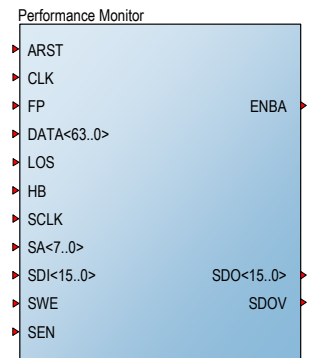 Performance Monitor
ARST
CLK
FP ENBA
DATA<63..0>
LOS
HB
SCLK
SA<7..0>
SDI<15..0> SDO<15..0>
SWE SDOV
SEN